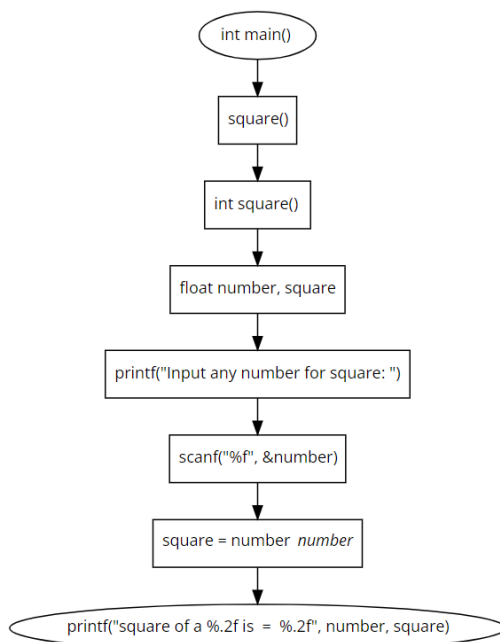 int main()
square()
int square()
float number, square
printf("Input any number for square: ")
scanf("%f", &number)
square = number number
printf("square of a %.2f is = %.2f", number, square)